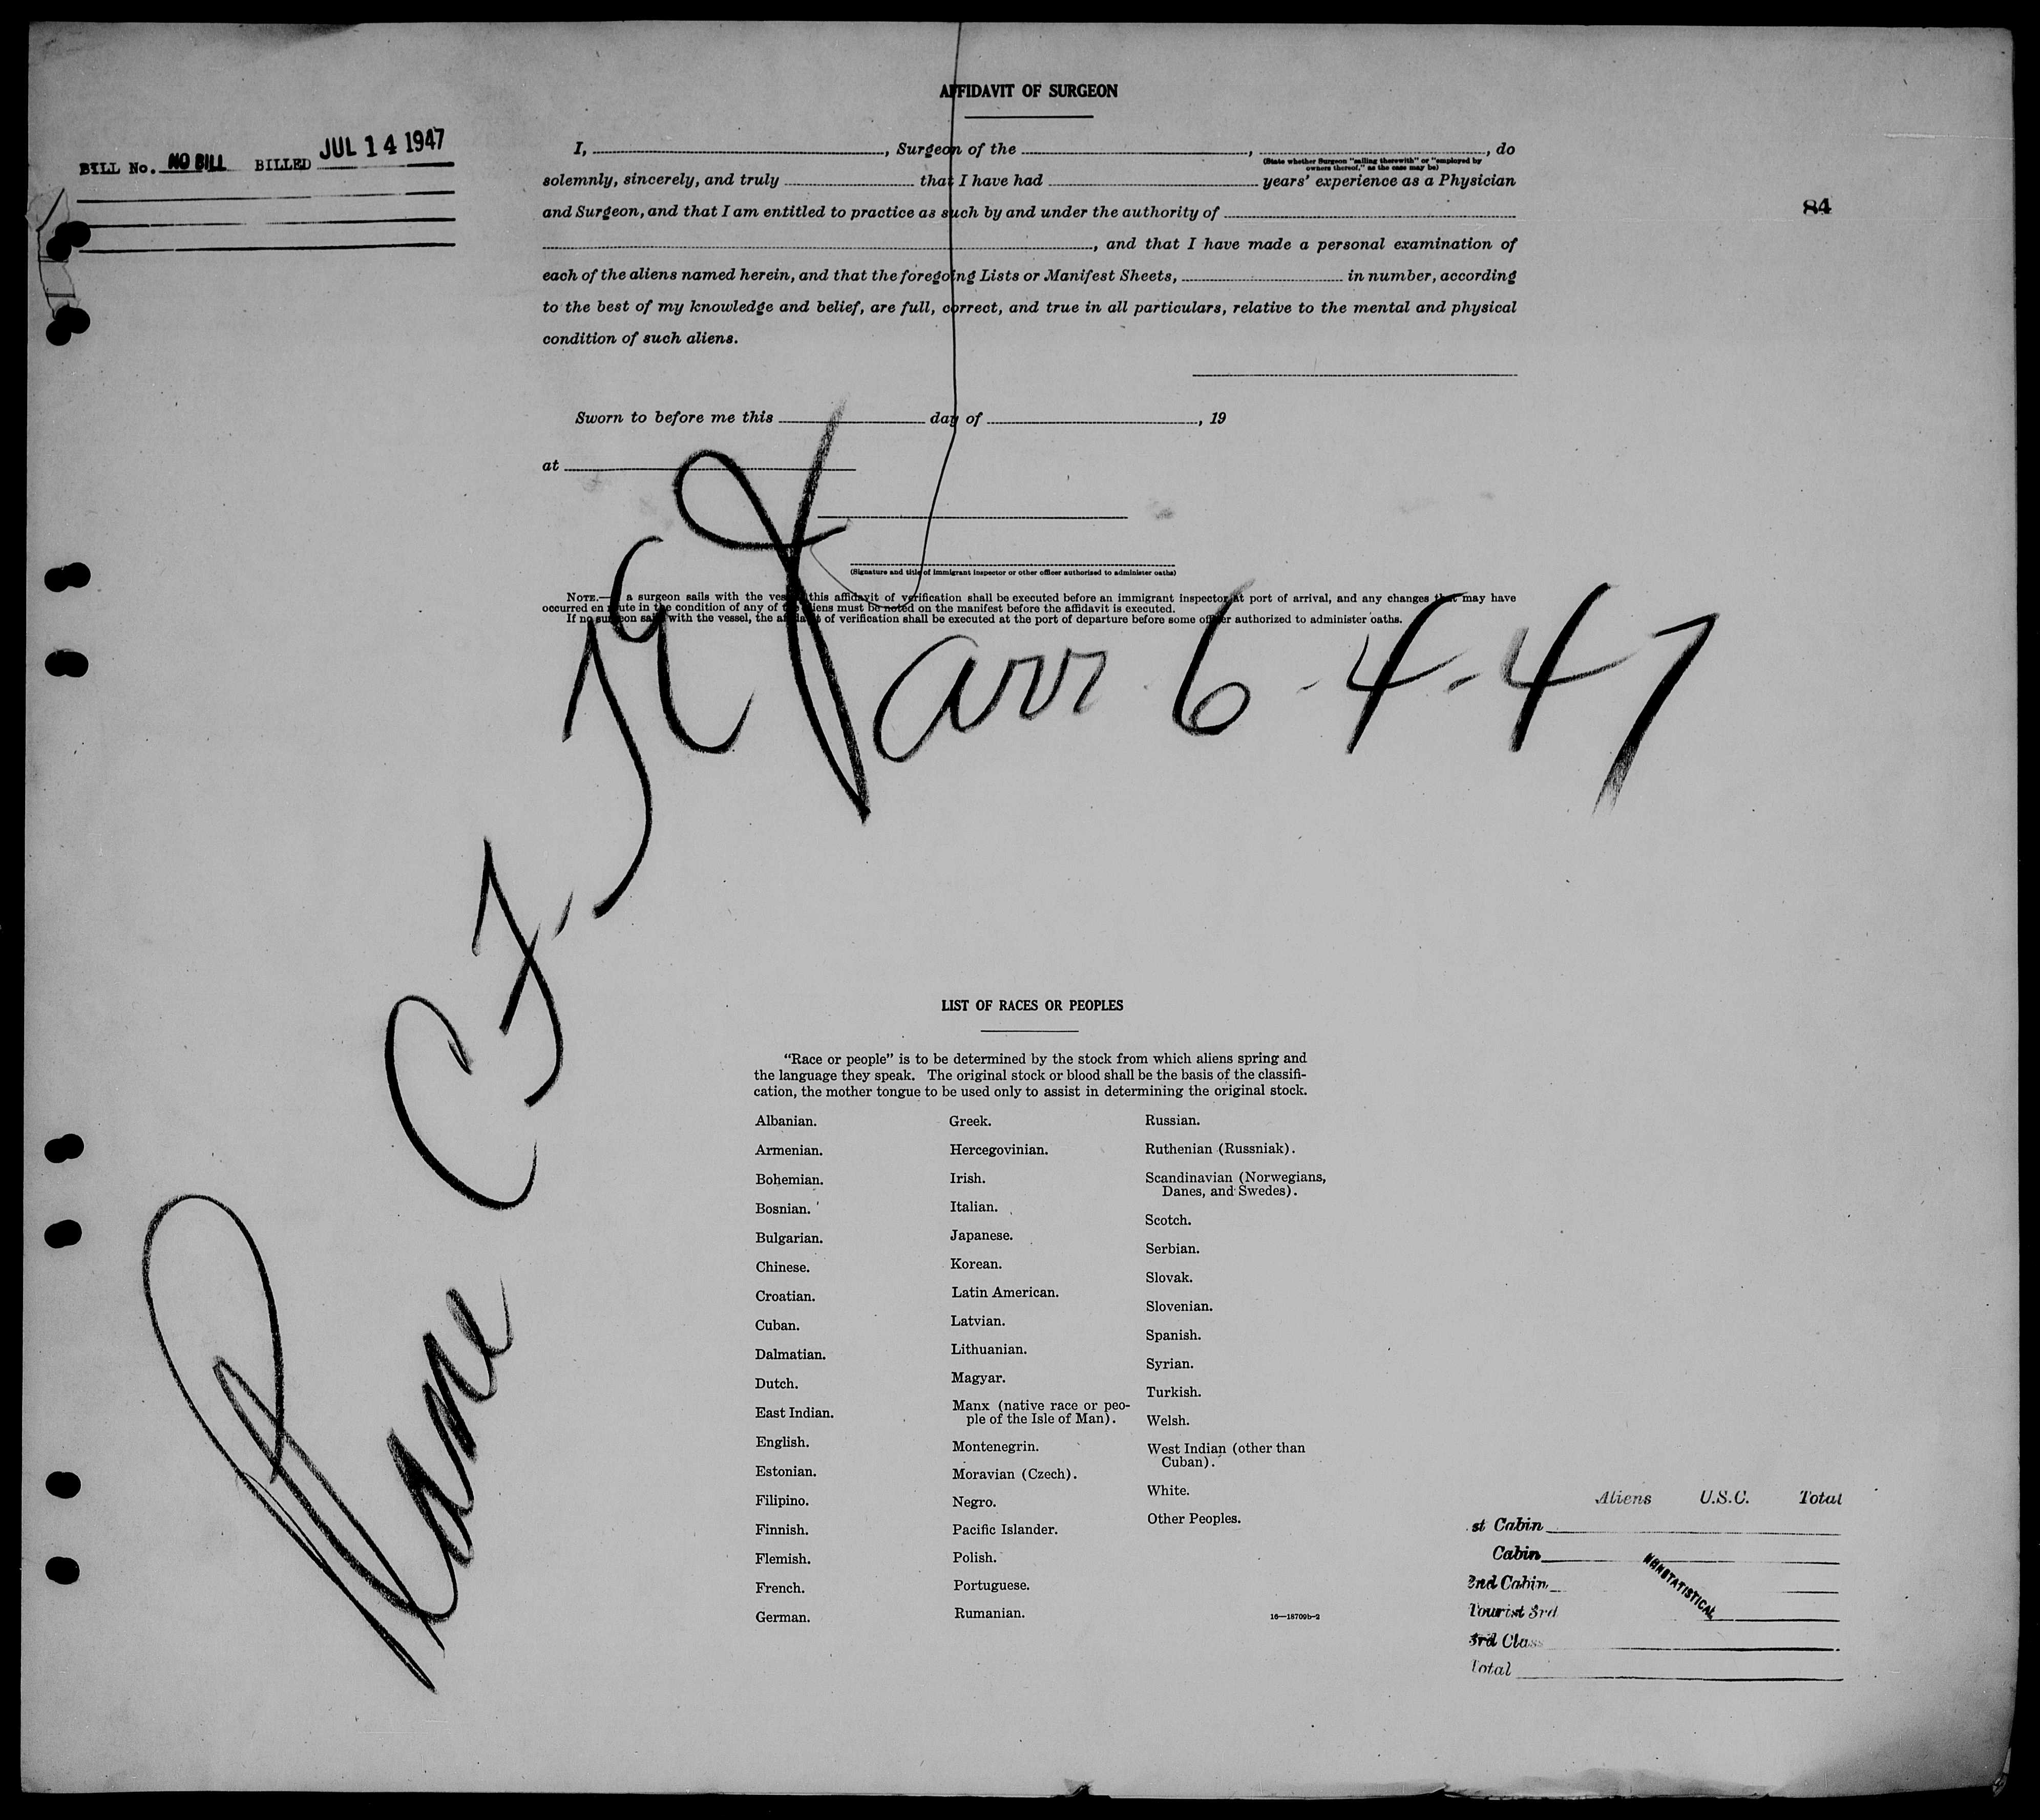 AFFIDAVIT OF SURGEON
BILL No. NO BILL BILLED JUL 14 1947
84
I, , Surgeon of the , , do
(State whether Surgeon "sailing therewith" or "employed by
owners thereof," as the case may be)
solemnly, sincerely, and truly that I have had years' experience as a Physician
and Surgeon, and that I am entitled to practice as such by and under the authority of
, and that I have made a personal examination of
each of the aliens named herein, and that the foregoing Lists or Manifest Sheets, in number, according
to the best of my knowledge and belief, are full, correct, and true in all particulars, relative to the mental and physical
condition of such aliens.
Sworn to before me this day of , 19
at
(Signature and title of immigrant inspector or other officer authorized to administer oaths)
NOTE.— a surgeon sails with the vessel this affidavit of verification shall be executed before an immigrant inspector at port of arrival, and any changes that may have
occurred en route in the condition of any of the aliens must be noted on the manifest before the affidavit is executed.
If no surgeon sails with the vessel, the affidavit of verification shall be executed at the port of departure before some officer authorized to administer oaths.
arr 6-4-47
Plane
LIST OF RACES OR PEOPLES
"Race or people" is to be determined by the stock from which aliens spring and
the language they speak. The original stock or blood shall be the basis of the classifi-
cation, the mother tongue to be used only to assist in determining the original stock.
Albanian.
Armenian.
Bohemian.
Bosnian.
Bulgarian.
Chinese.
Croatian.
Cuban.
Dalmatian.
Dutch.
East Indian.
English.
Estonian.
Filipino.
Finnish.
Flemish.
French.
German.
Greek.
Hercegovinian.
Irish.
Italian.
Japanese.
Korean.
Latin American.
Latvian.
Lithuanian.
Magyar.
Manx (native race or peo-
ple of the Isle of Man).
Montenegrin.
Moravian (Czech).
Negro.
Pacific Islander.
Polish.
Portuguese.
Rumanian.
Russian.
Ruthenian (Russniak).
Scandinavian (Norwegians,
Danes, and Swedes).
Scotch.
Serbian.
Slovak.
Slovenian.
Spanish.
Syrian.
Turkish.
Welsh.
West Indian (other than
Cuban).
White.
Other Peoples.
16—18709b-2
Aliens U.S.C. Total
st Cabin
Cabin
2nd Cabin
Tourist 3rd
3rd Class
Total
NONSTATISTICAL